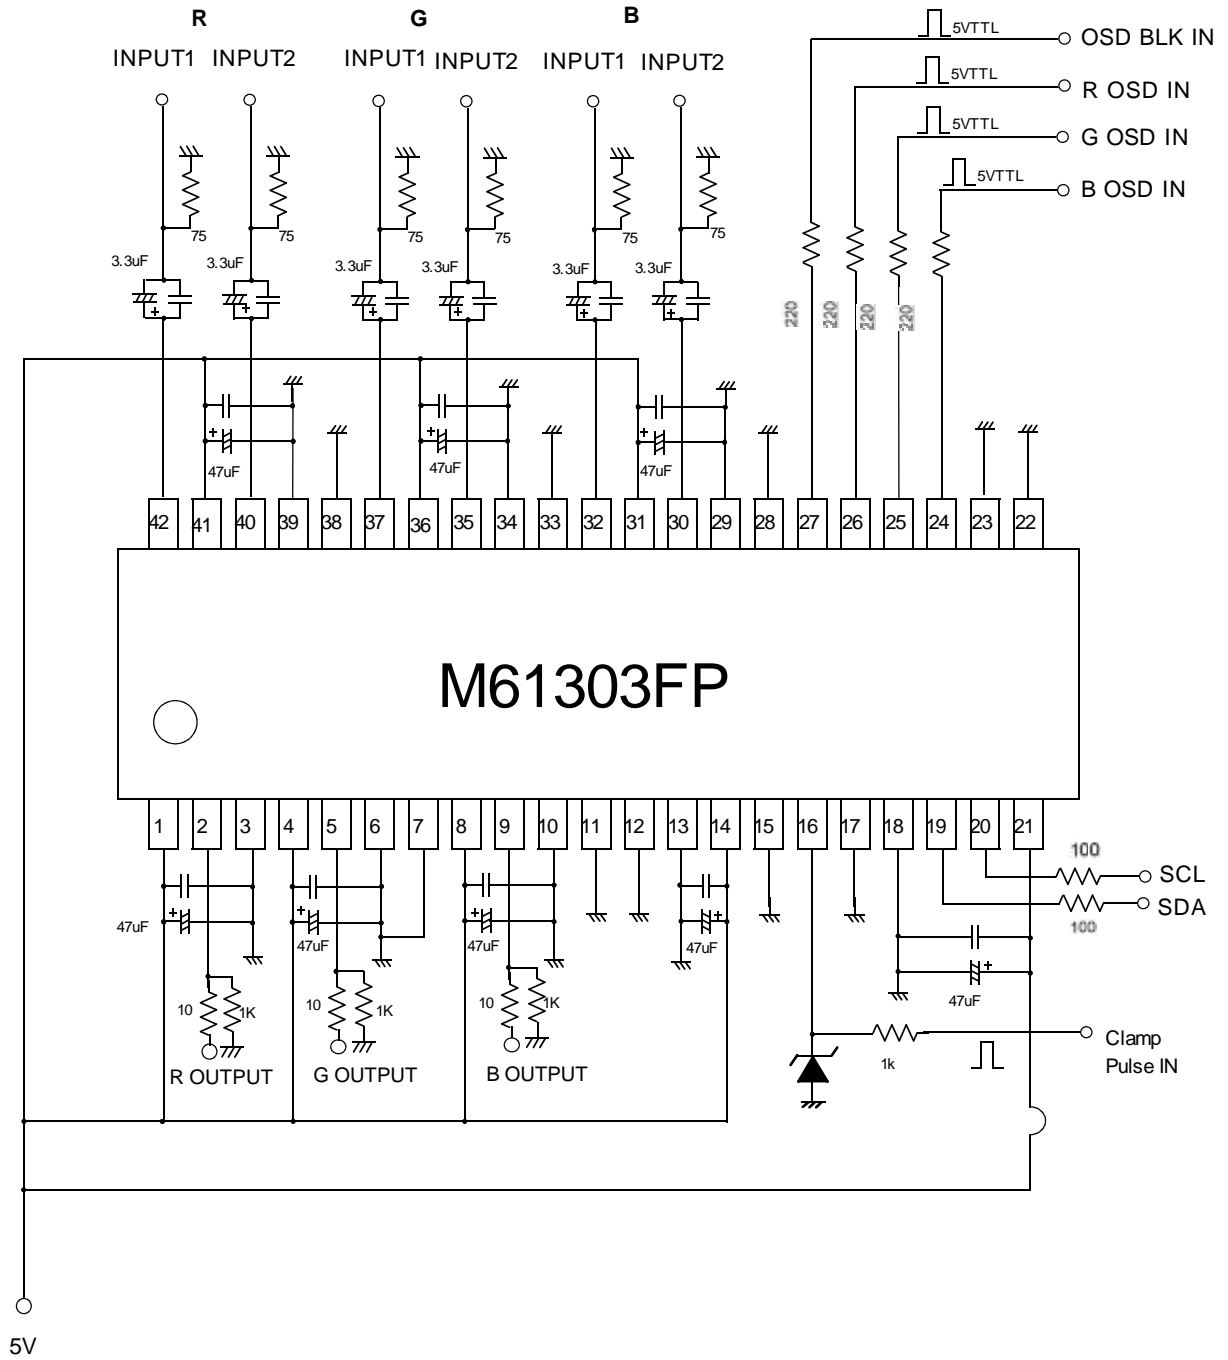 R G B
INPUT1 INPUT2 INPUT1 INPUT2 INPUT1 INPUT2
5VTTL OSD BLK IN
5VTTL R OSD IN
5VTTL G OSD IN
5VTTL B OSD IN
75 75 75 75 75 75
3.3uF 3.3uF 3.3uF 3.3uF 3.3uF 3.3uF
220 220 220 220
+ + + + + +
+ + +
47uF 47uF 47uF
42 41 40 39 38 37 36 35 34 33 32 31 30 29 28 27 26 25 24 23 22
M61303FP
1 2 3 4 5 6 7 8 9 10 11 12 13 14 15 16 17 18 19 20 21
100 SCL
SDA
100
+ + + + +
47uF 47uF 47uF 47uF 47uF
10 1K 10 1K 10 1K
1k Clamp
Pulse IN
R OUTPUT G OUTPUT B OUTPUT
5V